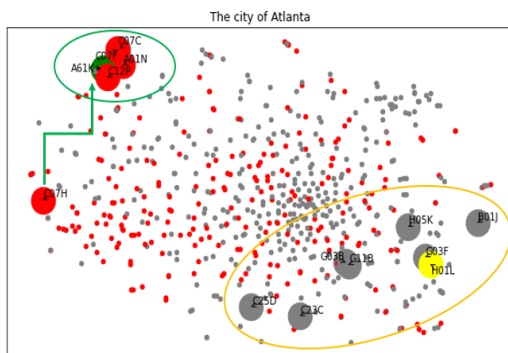 The city of Atlanta
C07C
C07F
A01N
A61K
C12P
C07H
H05K
B01J
G03F
G03B
G11B
H01L
C25D
C23C